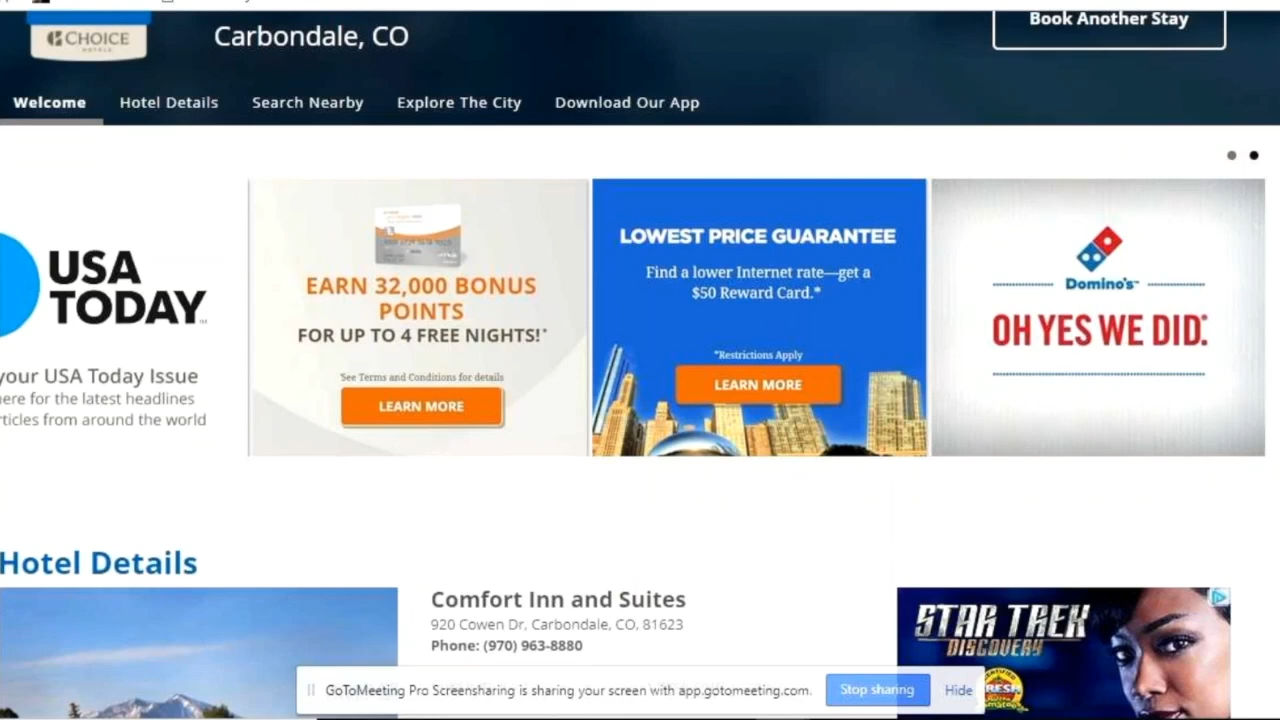 CHOICE
HOTELS
Carbondale, CO
Book Another Stay
Welcome
Hotel Details
Search Nearby
Explore The City
Download Our App
USA
TODAY
your USA Today Issue
ere for the latest headlines
rticles from around the world
EARN 32,000 BONUS
POINTS
FOR UP TO 4 FREE NIGHTS!*
See Terms and Conditions for details
LEARN MORE
LOWEST PRICE GUARANTEE
Find a lower Internet rate—get a
$50 Reward Card.*
*Restrictions Apply
LEARN MORE
Domino's™
OH YES WE DID.®
Hotel Details
Comfort Inn and Suites
920 Cowen Dr, Carbondale, CO, 81623
Phone: (970) 963-8880
STAR TREK
DISCOVERY
CERTIFIED
FRESH
GoToMeeting Pro Screensharing is sharing your screen with app.gotomeeting.com.
Stop sharing
Hide